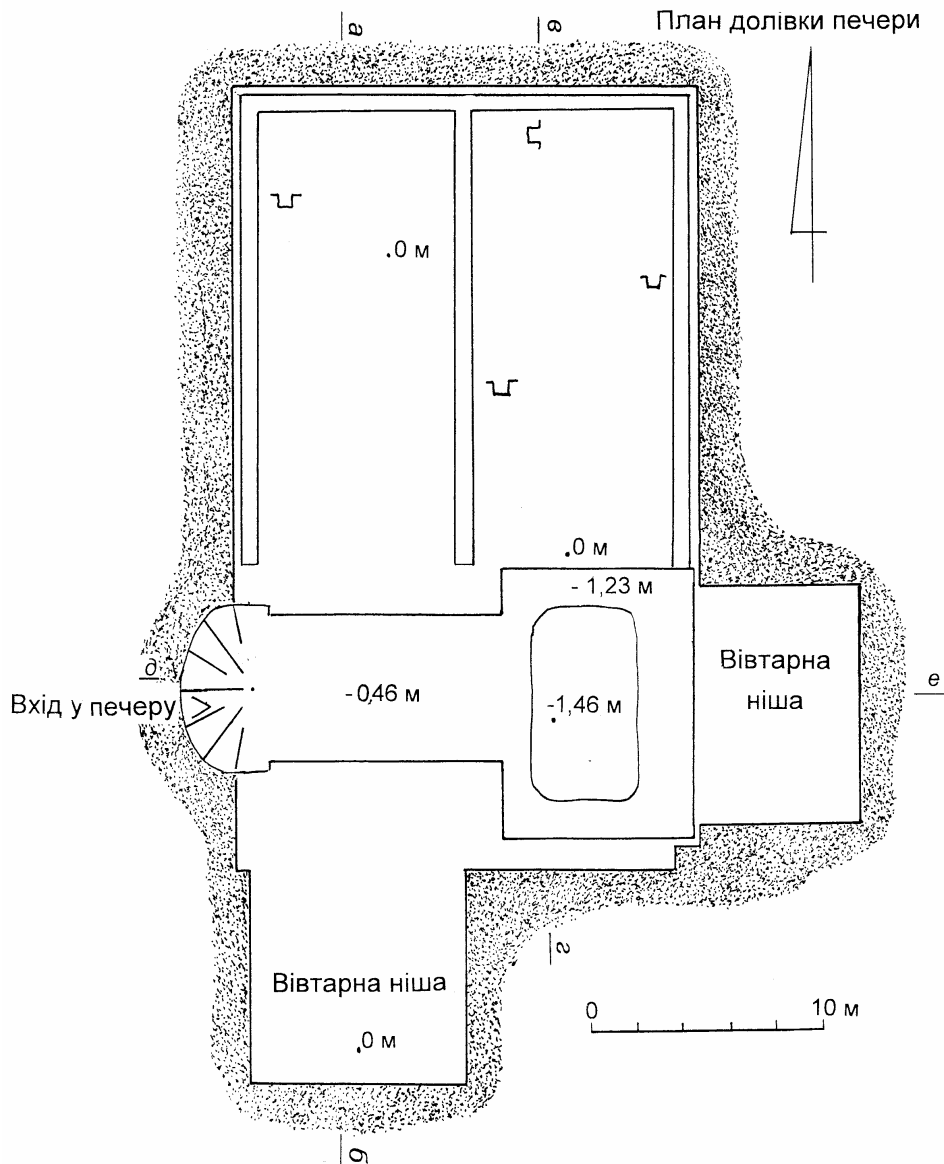 План долівки печери
а
в
.0 м
.0 м
- 1,23 м
д
Вхід у печеру
-0,46 м
-1,46 м
Вівтарна
ніша
е
г
Вівтарна ніша
.0 м
0
10 м
б